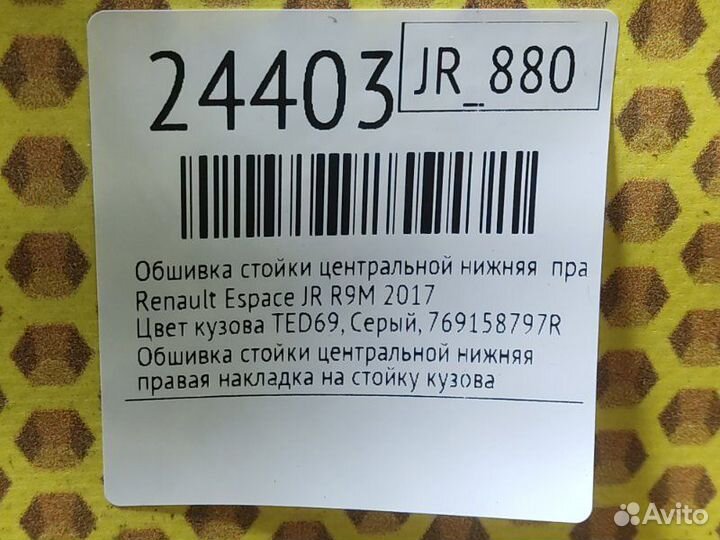 24403
JR_880
Обшивка стойки центральной нижняя пра
Renault Espace JR R9M 2017
Цвет кузова TED69, Серый, 769158797R
Обшивка стойки центральной нижняя
правая накладка на стойку кузова
Avito